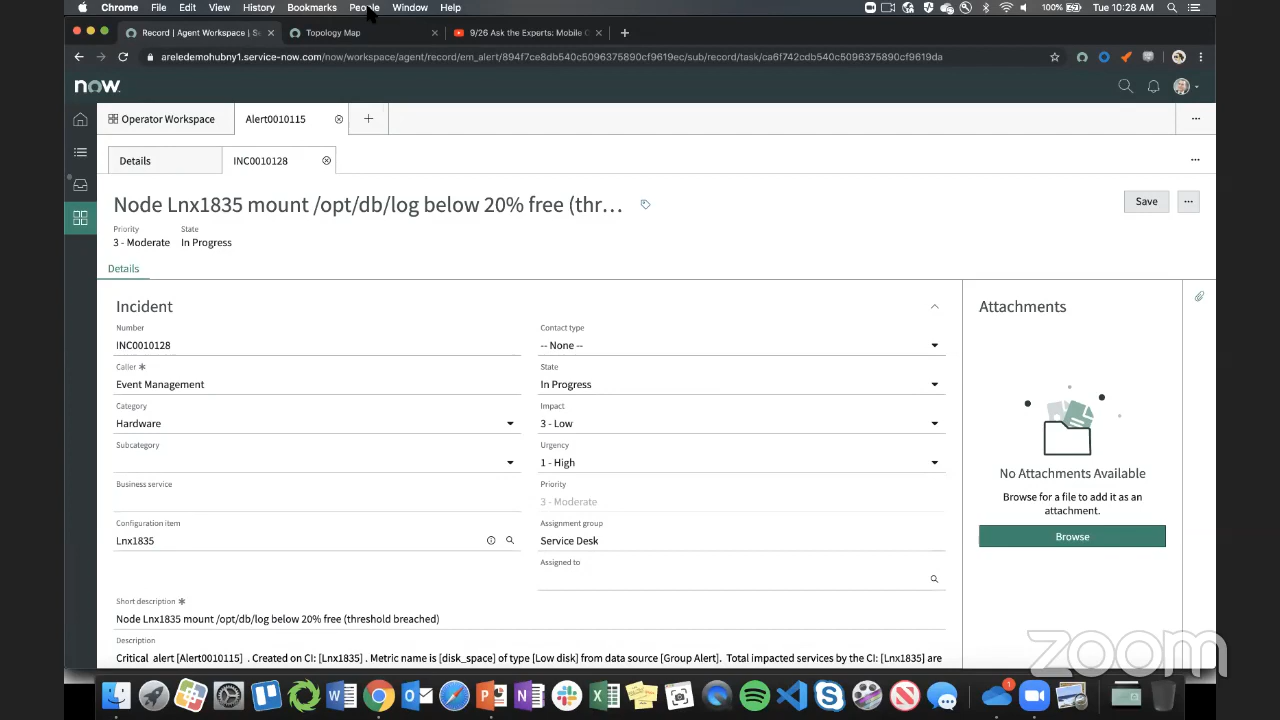 Chrome File Edit View History Bookmarks People Window Help 100% Tue 10:28 AM
Record | Agent Workspace | S Topology Map 9/26 Ask the Experts: Mobile O
areledemohubny1.service-now.com/now/workspace/agent/record/em_alert/894f7ce8db540c5096375890cf9619ec/sub/record/task/ca6f742cdb540c5096375890cf9619da
now
Operator Workspace Alert0010115
Details INC0010128
Node Lnx1835 mount /opt/db/log below 20% free (thr...
Save
Priority State
3 - Moderate In Progress
Details
Incident
Number
INC0010128
Caller
Event Management
Category
Hardware
Subcategory
Business service
Configuration item
Lnx1835
Contact type
-- None --
State
In Progress
Impact
3 - Low
Urgency
1 - High
Priority
3 - Moderate
Assignment group
Service Desk
Assigned to
Short description
Node Lnx1835 mount /opt/db/log below 20% free (threshold breached)
Description
Critical alert [Alert0010115] . Created on CI: [Lnx1835] . Metric name is [disk_space] of type [Low disk] from data source [Group Alert]. Total impacted services by the CI: [Lnx1835] are
Attachments
No Attachments Available
Browse for a file to add it as an
attachment.
Browse
zoom
1